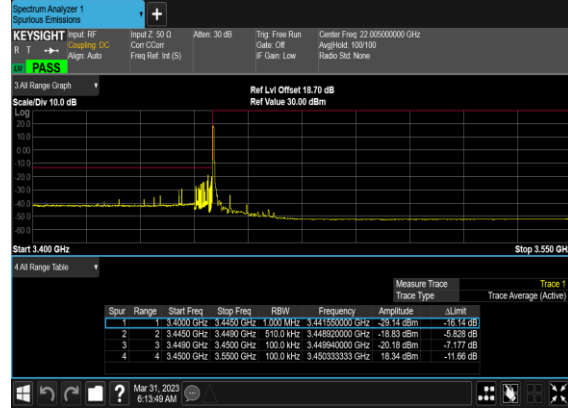 Spectrum Analyzer 1
Spurious Emissions
KEYSIGHT Input: RF Input Z: 50 Ω Atten: 30 dB Trig: Free Run Center Freq: 22.005000000 GHz
R T Coupling: DC Corr CCorr Gate: Off Avg|Hold: 100/100
Align: Auto Freq Ref: Int (S) IF Gain: Low Radio Std: None
PASS
3 All Range Graph
Ref Lvl Offset 18.70 dB
Scale/Div 10.0 dB Ref Value 30.00 dBm
Log
20.0
10.0
0.00
-10.0
-20.0
-30.0
-40.0
-50.0
-60.0
Start 3.400 GHz Stop 3.550 GH
4 All Range Table
Measure Trace Trace 1
Trace Type Trace Average (Active)
Spur Range Start Freq Stop Freq RBW Frequency Amplitude ΔLimit
1 1 3.4000 GHz 3.4450 GHz 1.000 MHz 3.441550000 GHz -29.14 dBm -16.14 dB
2 2 3.4450 GHz 3.4490 GHz 510.0 kHz 3.448920000 GHz -18.83 dBm -5.829 dB
3 3 3.4490 GHz 3.4500 GHz 100.0 kHz 3.449940000 GHz -20.18 dBm -7.177 dB
4 4 3.4500 GHz 3.5500 GHz 100.0 kHz 3.450333333 GHz 18.34 dBm -11.66 dB
Mar 31, 2023
6:13:49 AM